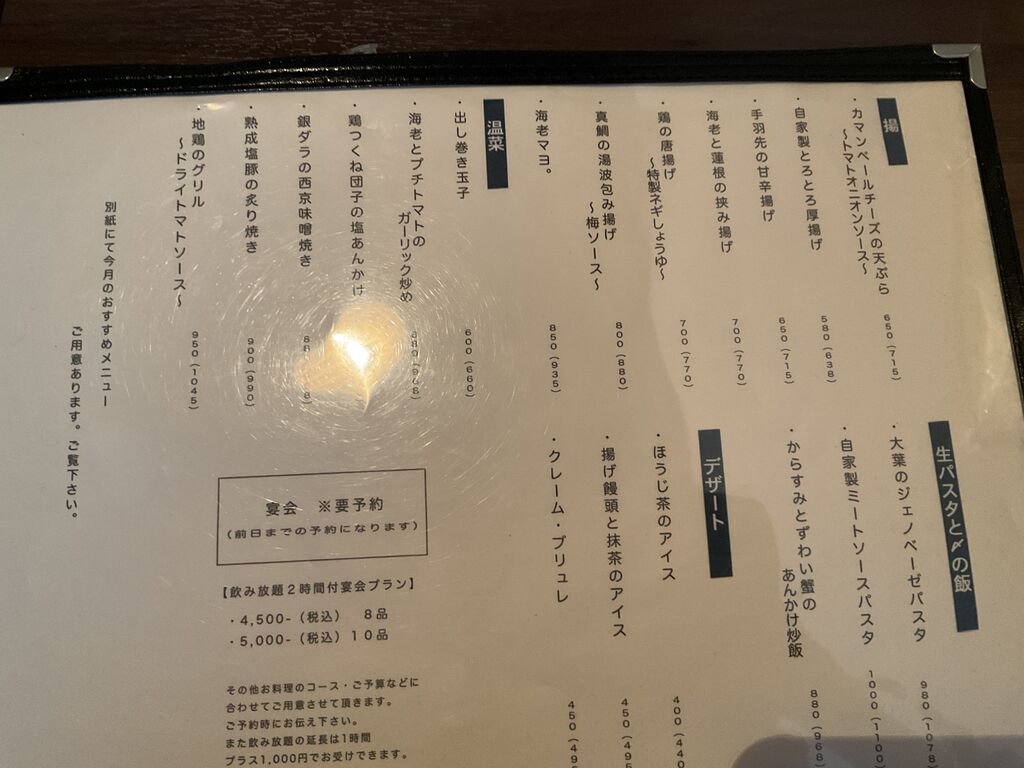 揚
・カマンベールチーズの天ぷら
～トマトオニオンソース～
650(715)
・自家製とろとろ厚揚げ
580(638)
・手羽先の甘辛揚げ
650(715)
・海老と蓮根の挟み揚げ
700(770)
・鶏の唐揚げ
～特製ネギしょうゆ～
700(770)
・真鯛の湯波包み揚げ
～梅ソース～
800(880)
・海老マヨ。
850(935)
温菜
・出し巻き玉子
600(660)
・海老とプチトマトの
ガーリック炒め
880(968)
・鶏つくね団子の塩あんかけ
・銀ダラの西京味噌焼き
・熟成塩豚の炙り焼き
900(990)
・地鶏のグリル
～ドライトマトソース～
950(1045)
別紙にて今月のおすすめメニュー
ご用意あります。ご覧下さい。
生パスタと〆の飯
・大葉のジェノベーゼパスタ
980(1078)
・自家製ミートソースパスタ
1000(1100)
・からすみとずわい蟹の
あんかけ炒飯
880(968)
デザート
・ほうじ茶のアイス
400(440
・揚げ饅頭と抹茶のアイス
450(495
・クレーム・ブリュレ
450(495
宴会　※要予約
(前日までの予約になります)
【飲み放題2時間付宴会プラン】
・4,500-（税込）　8品
・5,000-（税込）10品
その他お料理のコース・ご予算などに
合わせてご用意させて頂きます。
ご予約時にお伝え下さい。
また飲み放題の延長は1時間
プラス1,000円でお受けできます。